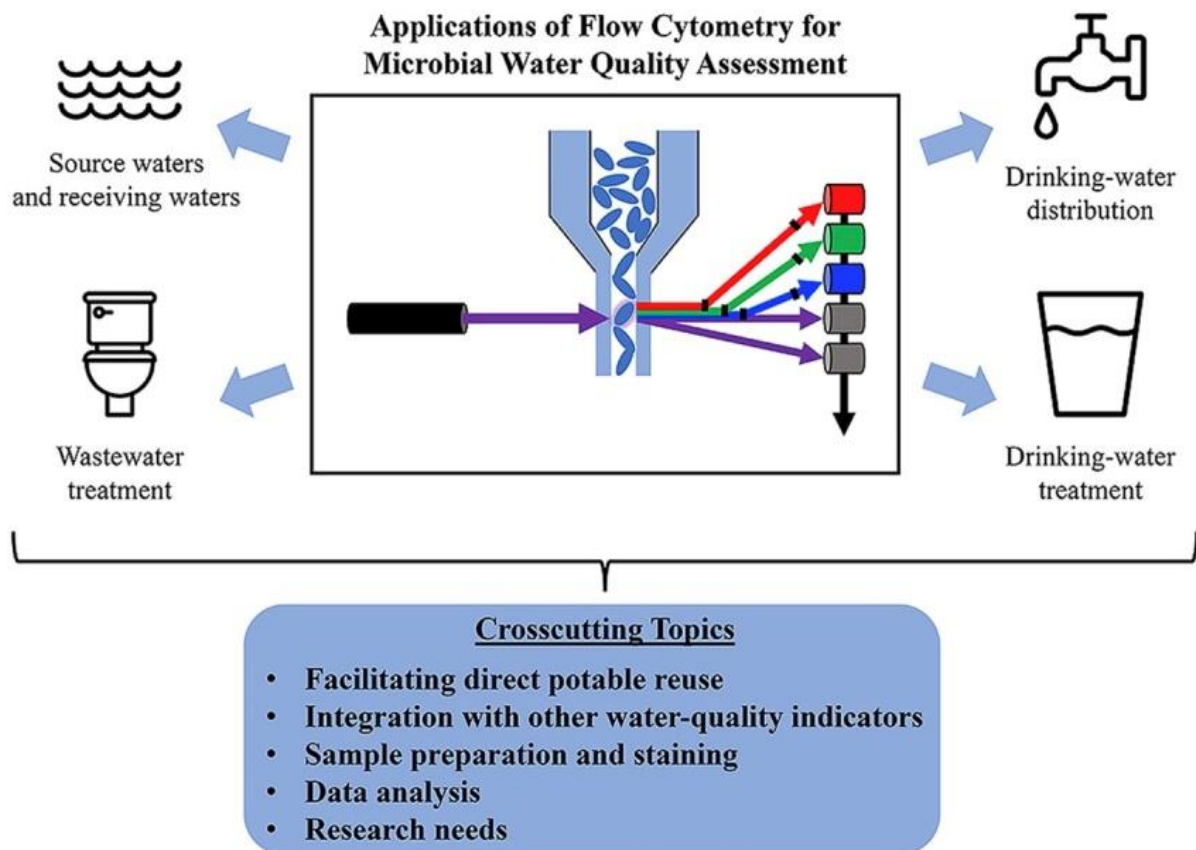 Applications of Flow Cytometry for
Microbial Water Quality Assessment
Source waters
and receiving waters
Drinking-water
distribution
Wastewater
treatment
Drinking-water
treatment
Crosscutting Topics
• Facilitating direct potable reuse
• Integration with other water-quality indicators
• Sample preparation and staining
• Data analysis
• Research needs